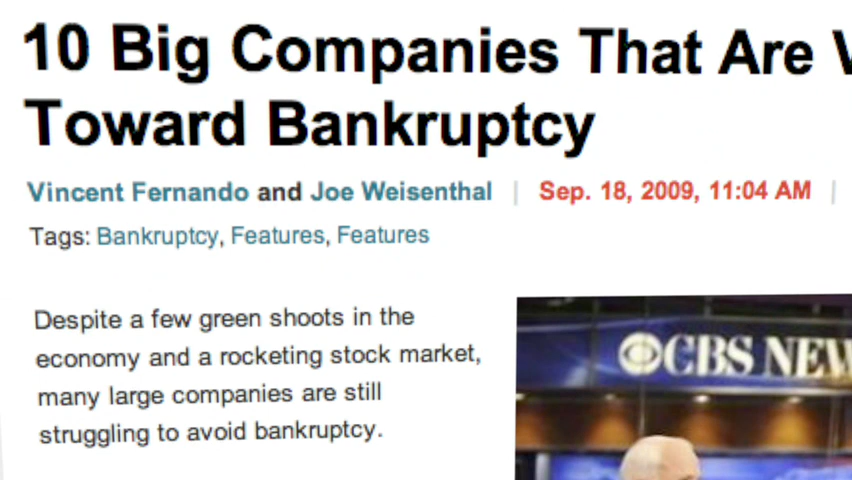 10 Big Companies That Are
Toward Bankruptcy
Vincent Fernando and Joe Weisenthal | Sep. 18, 2009, 11:04 AM |
Tags: Bankruptcy, Features, Features
Despite a few green shoots in the
economy and a rocketing stock market,
many large companies are still
struggling to avoid bankruptcy.
CBS NEW